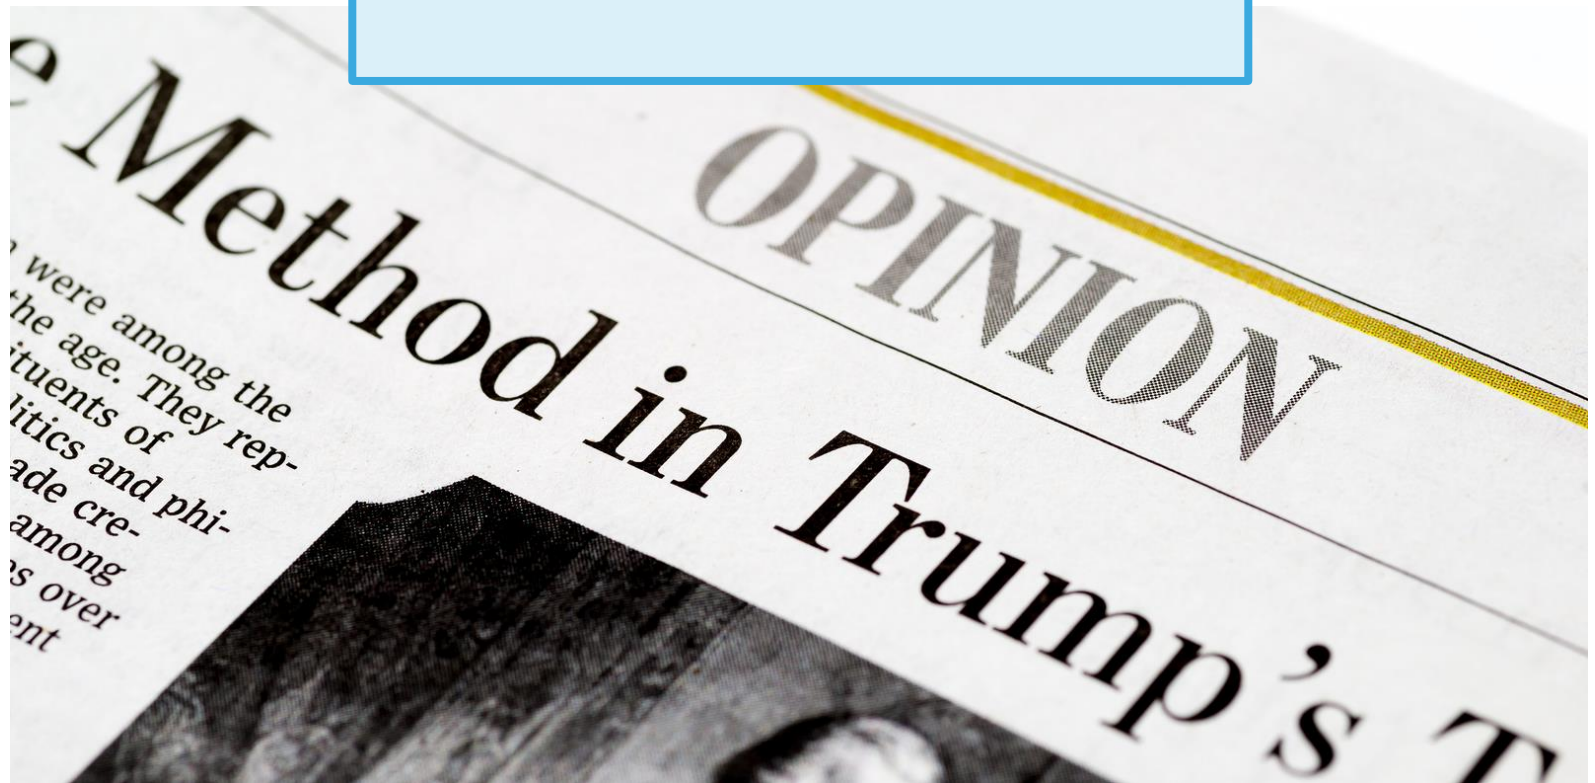 OPINION
e Method in Trump's T
were among the
the age. They rep-
ituents of
litics and phi-
ade cre-
among
s over
ent